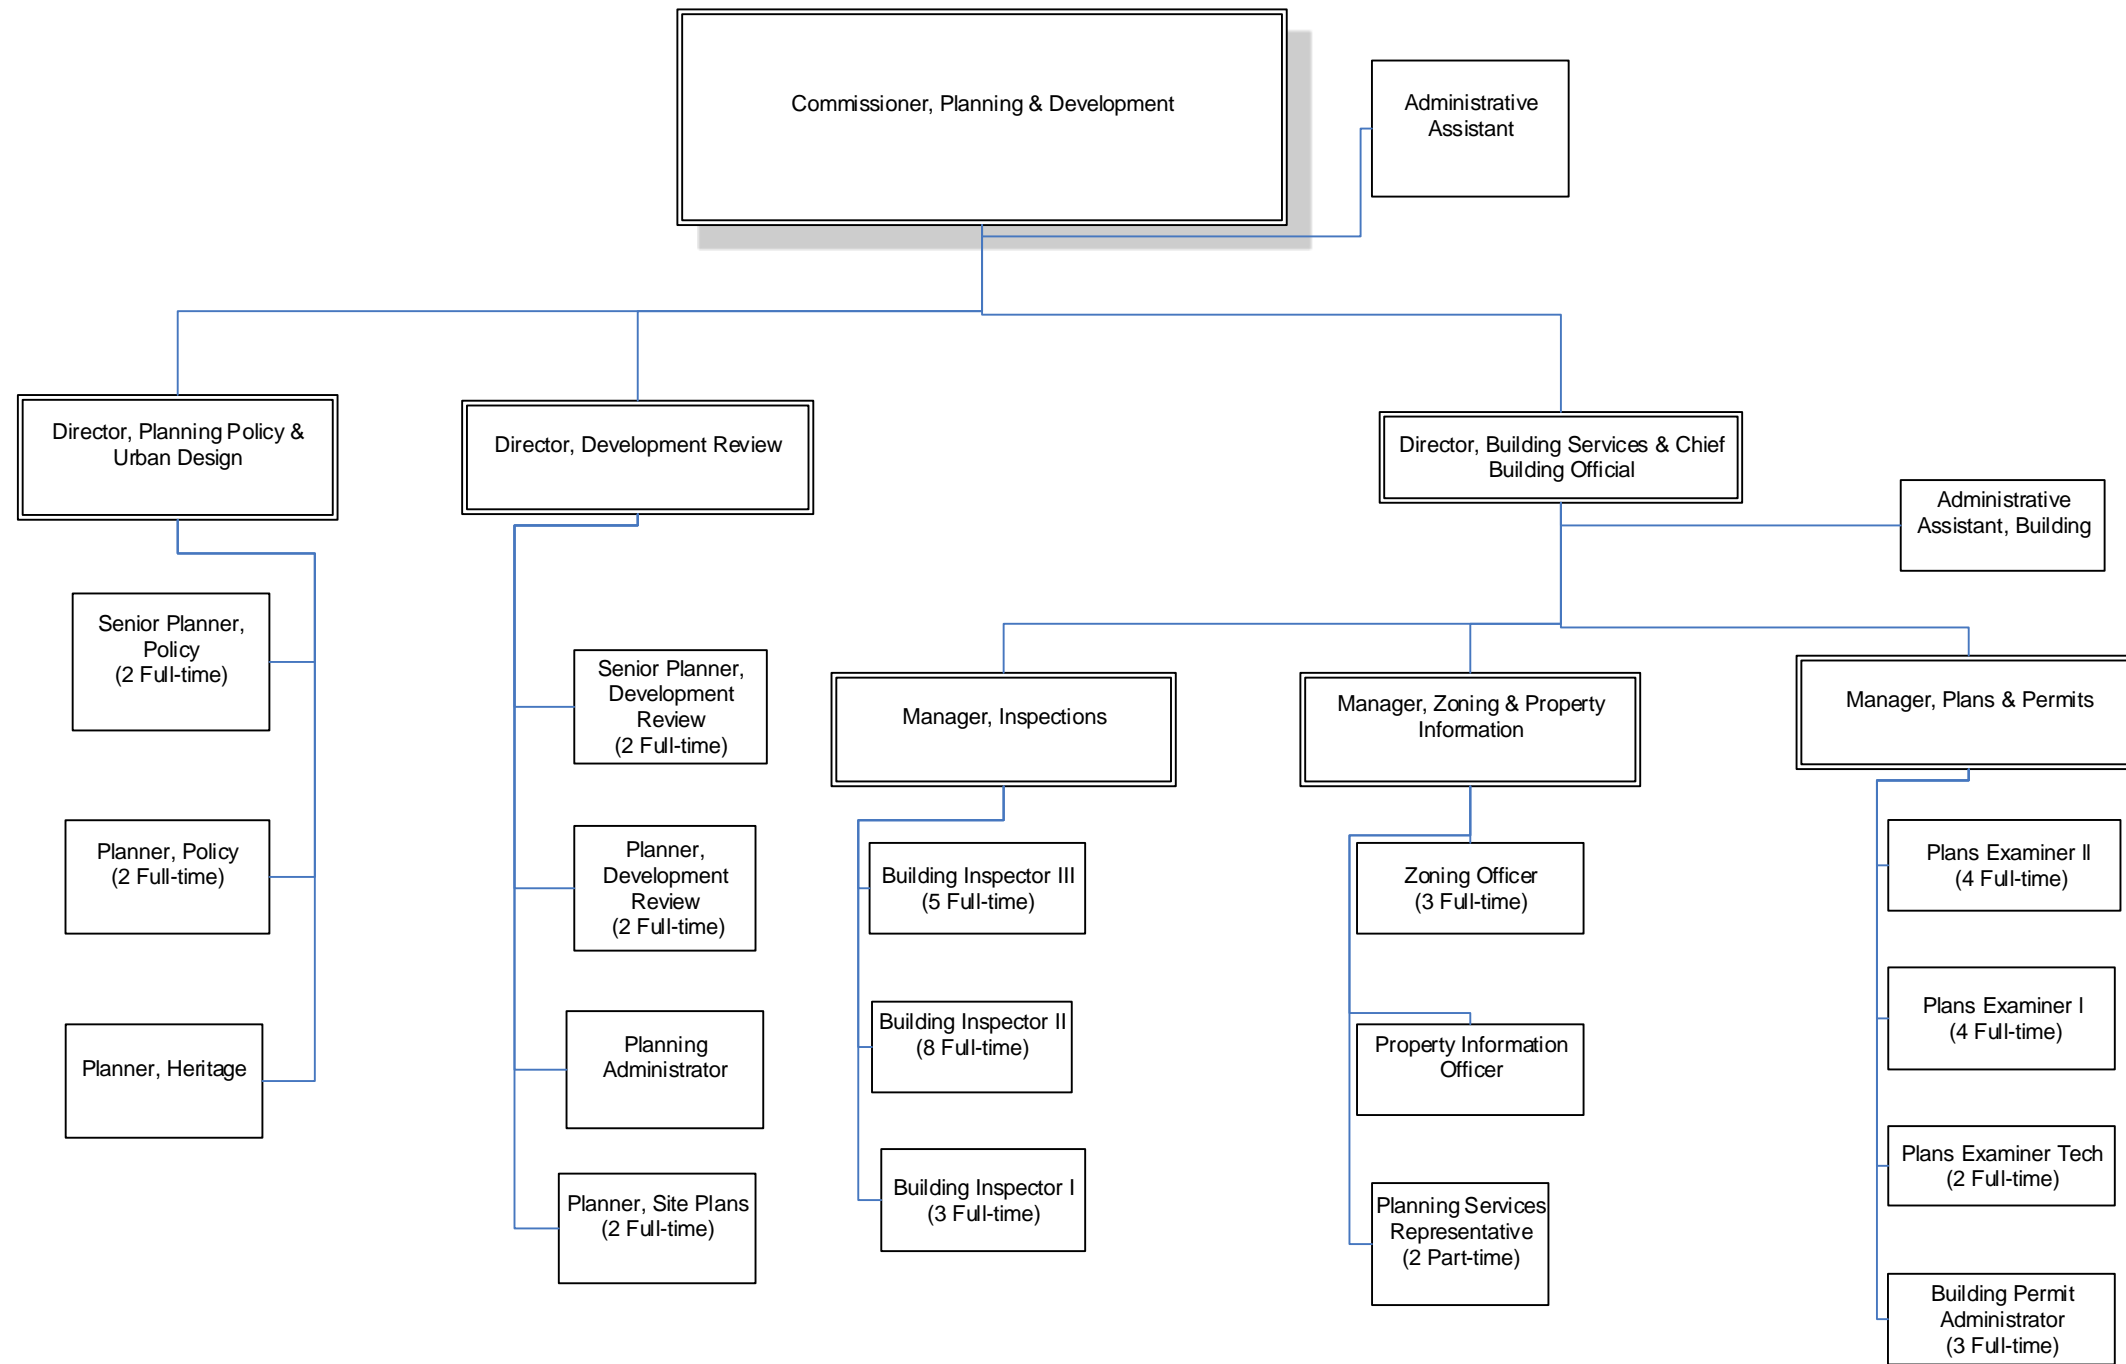 Commissioner, Planning & Development
Administrative
Assistant
Director, Planning Policy &
Urban Design
Director, Development Review
Director, Building Services & Chief
Building Official
Administrative
Assistant, Building
Senior Planner,
Policy
(2 Full-time)
Planner, Policy
(2 Full-time)
Planner, Heritage
Senior Planner,
Development
Review
(2 Full-time)
Planner,
Development
Review
(2 Full-time)
Planning
Administrator
Planner, Site Plans
(2 Full-time)
Manager, Inspections
Building Inspector III
(5 Full-time)
Building Inspector II
(8 Full-time)
Building Inspector I
(3 Full-time)
Manager, Zoning & Property
Information
Zoning Officer
(3 Full-time)
Property Information
Officer
Planning Services
Representative
(2 Part-time)
Manager, Plans & Permits
Plans Examiner II
(4 Full-time)
Plans Examiner I
(4 Full-time)
Plans Examiner Tech
(2 Full-time)
Building Permit
Administrator
(3 Full-time)